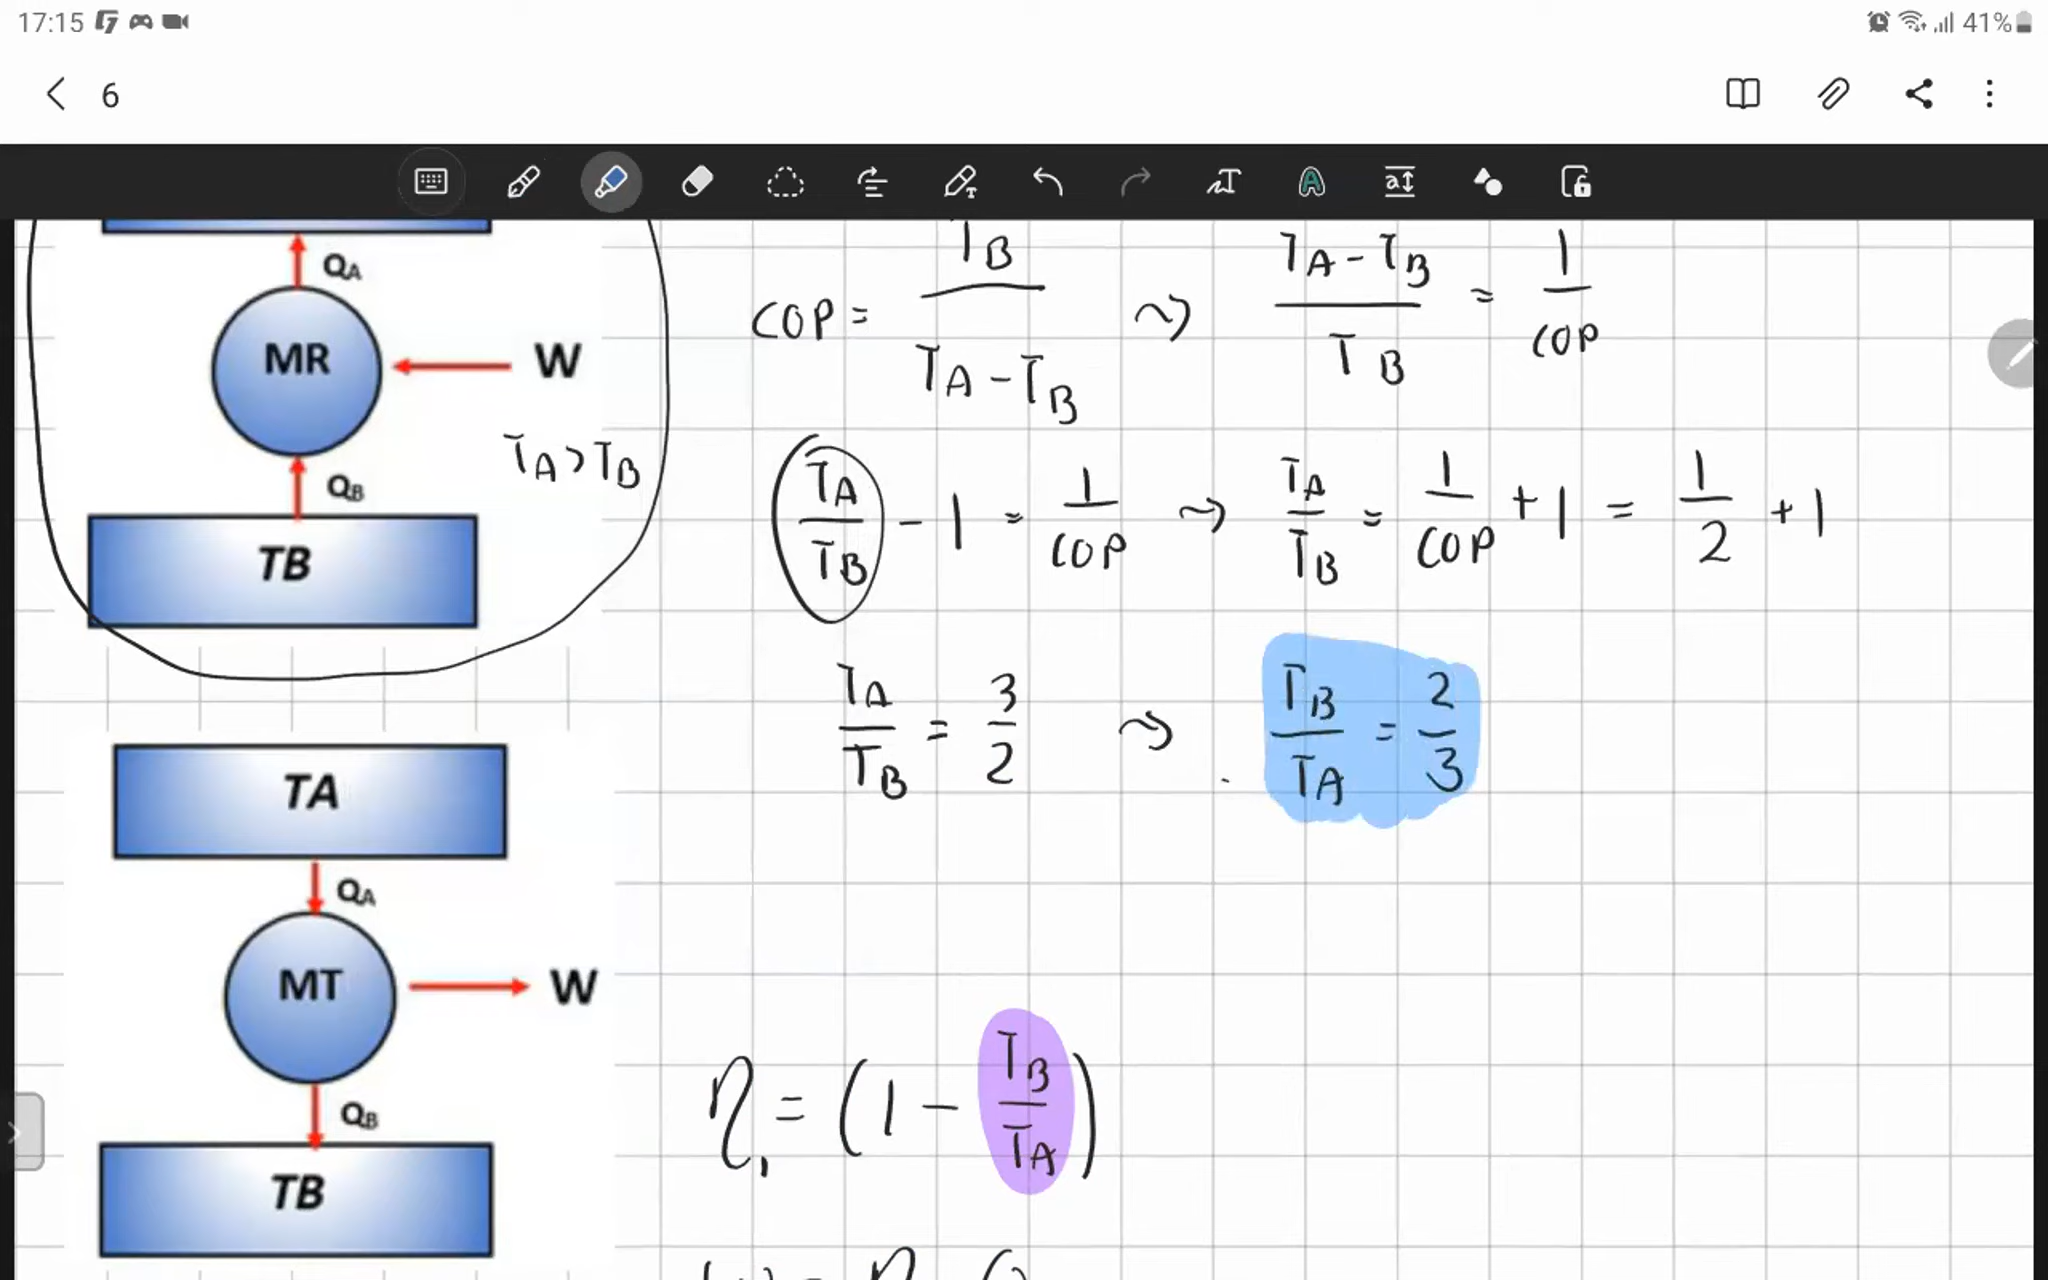 17:15 41%
6
QA
MR
W
TA > TB
QB
TB
COP = TB / (TA - TB) ⤳ (TA - TB) / TB = 1 / COP
TA / TB - 1 = 1 / COP ⤳ TA / TB = 1 / COP + 1 = 1 / 2 + 1
TA / TB = 3 / 2 ⤳ TB / TA = 2 / 3
TA
QA
MT
W
QB
TB
η = (1 - TB / TA)